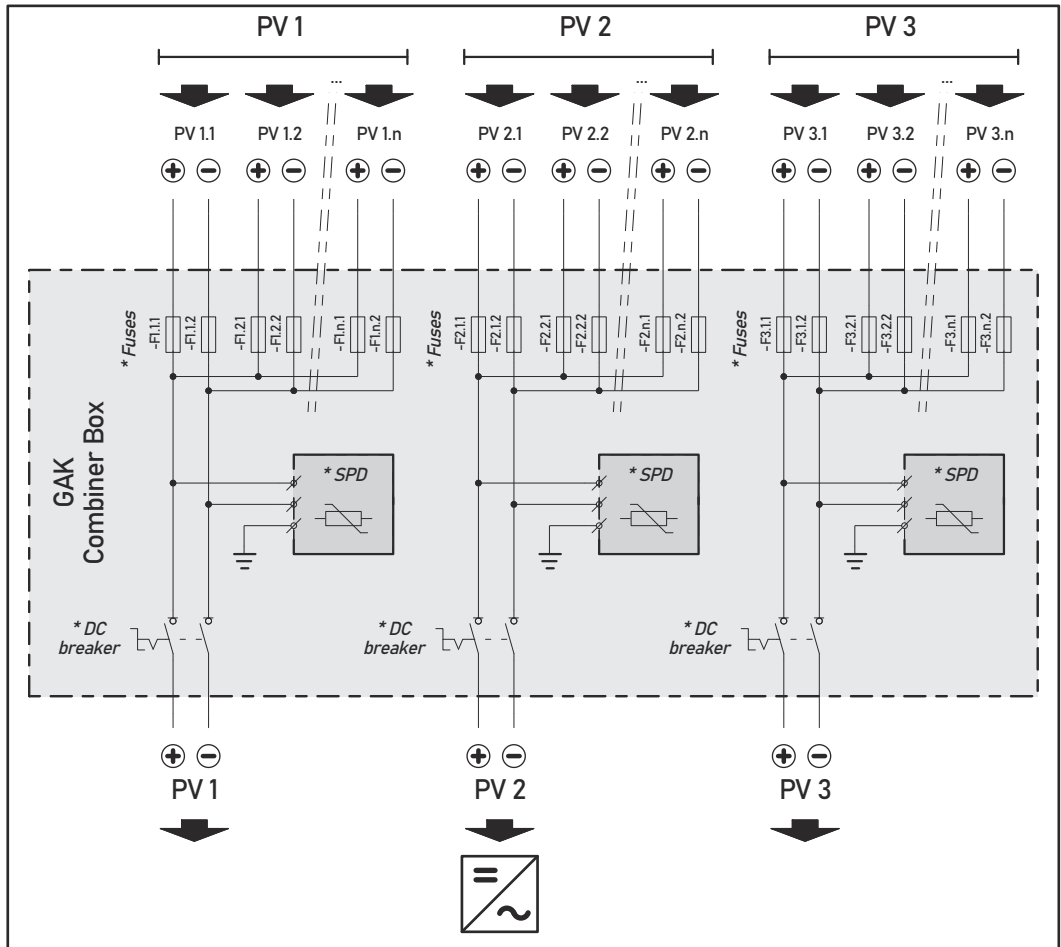 PV 1 PV 2 PV 3
... ... ...
PV 1.1 PV 1.2 PV 1.n PV 2.1 PV 2.2 PV 2.n PV 3.1 PV 3.2 PV 3.n
+ − + − + − + − + − + − + − + − + −
* Fuses -F1.1.1 -F1.1.2 -F1.2.1 -F1.2.2 -F1.n.1 -F1.n.2 * Fuses -F2.1.1 -F2.1.2 -F2.2.1 -F2.2.2 -F2.n.1 -F2.n.2 * Fuses -F3.1.1 -F3.1.2 -F3.2.1 -F3.2.2 -F3.n.1 -F3.n.2
GAK
Combiner Box
* SPD * SPD * SPD
* DC * DC * DC
breaker breaker breaker
+ − + − + −
PV 1 PV 2 PV 3